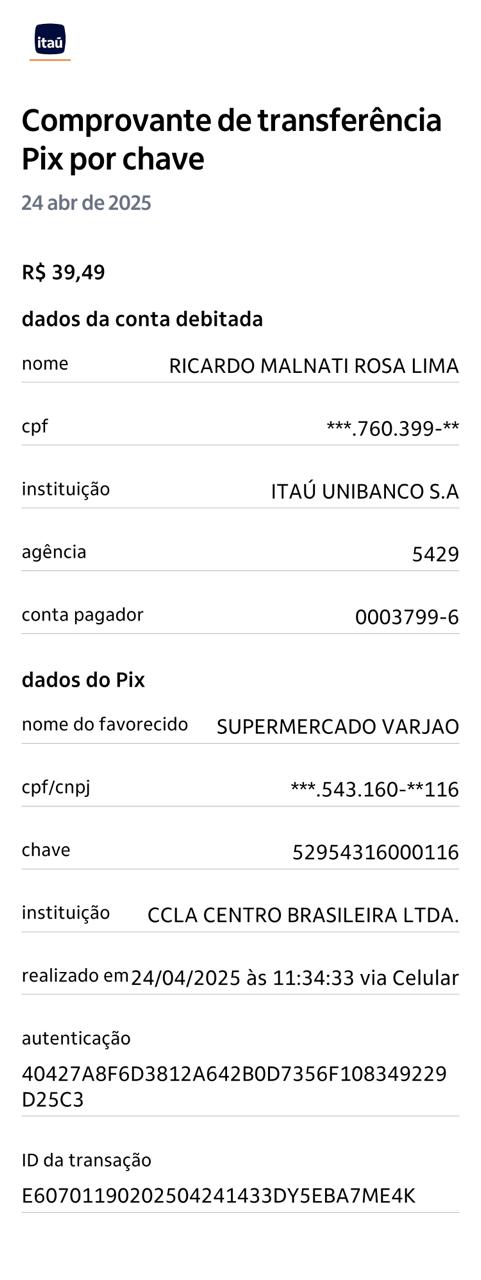 itaú
Comprovante de transferência
Pix por chave
24 abr de 2025
R$ 39,49
dados da conta debitada
nome RICARDO MALNATI ROSA LIMA
cpf ***.760.399-**
instituição ITAÚ UNIBANCO S.A
agência 5429
conta pagador 0003799-6
dados do Pix
nome do favorecido SUPERMERCADO VARJAO
cpf/cnpj ***.543.160-**116
chave 52954316000116
instituição CCLA CENTRO BRASILEIRA LTDA.
realizado em 24/04/2025 às 11:34:33 via Celular
autenticação
40427A8F6D3812A642B0D7356F108349229
D25C3
ID da transação
E60701190202504241433DY5EBA7ME4K